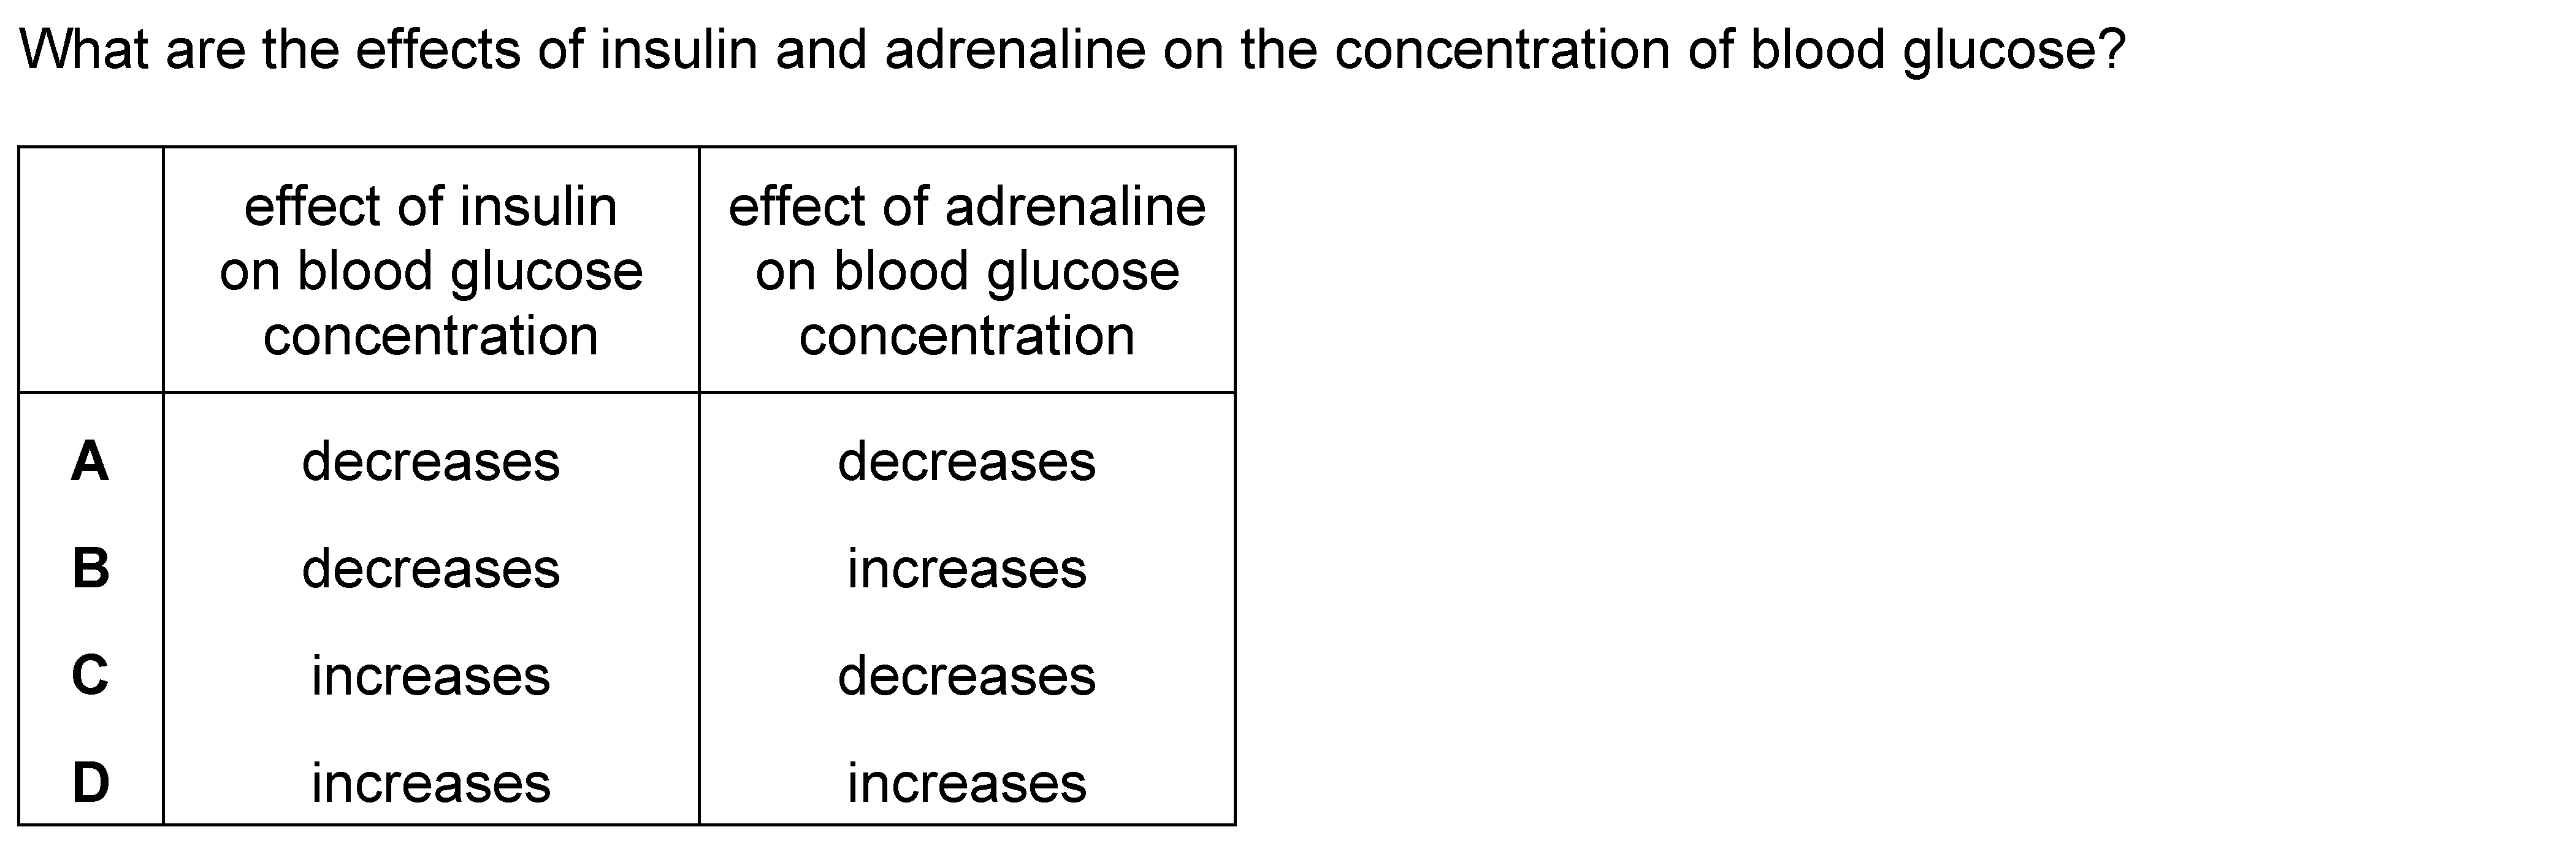 What are the effects of insulin and adrenaline on the concentration of blood glucose?
effect of insulin
on blood glucose
concentration
effect of adrenaline
on blood glucose
concentration
A decreases decreases
B decreases increases
C increases decreases
D increases increases